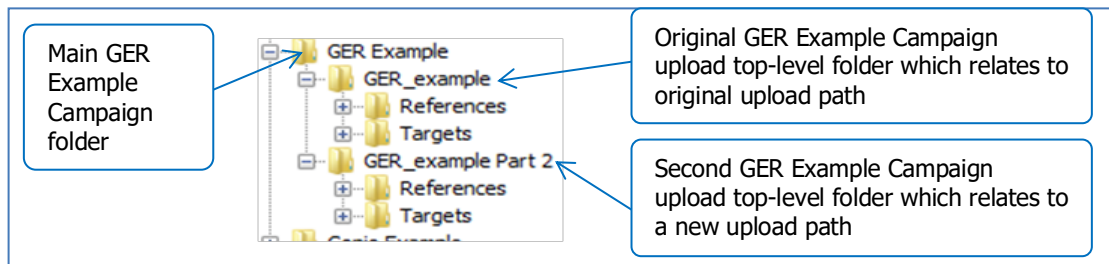 Main GER
Example
Campaign
folder
GER Example
GER_example
References
Targets
GER_example Part 2
References
Targets
Original GER Example Campaign
upload top-level folder which relates to
original upload path
Second GER Example Campaign
upload top-level folder which relates to
a new upload path